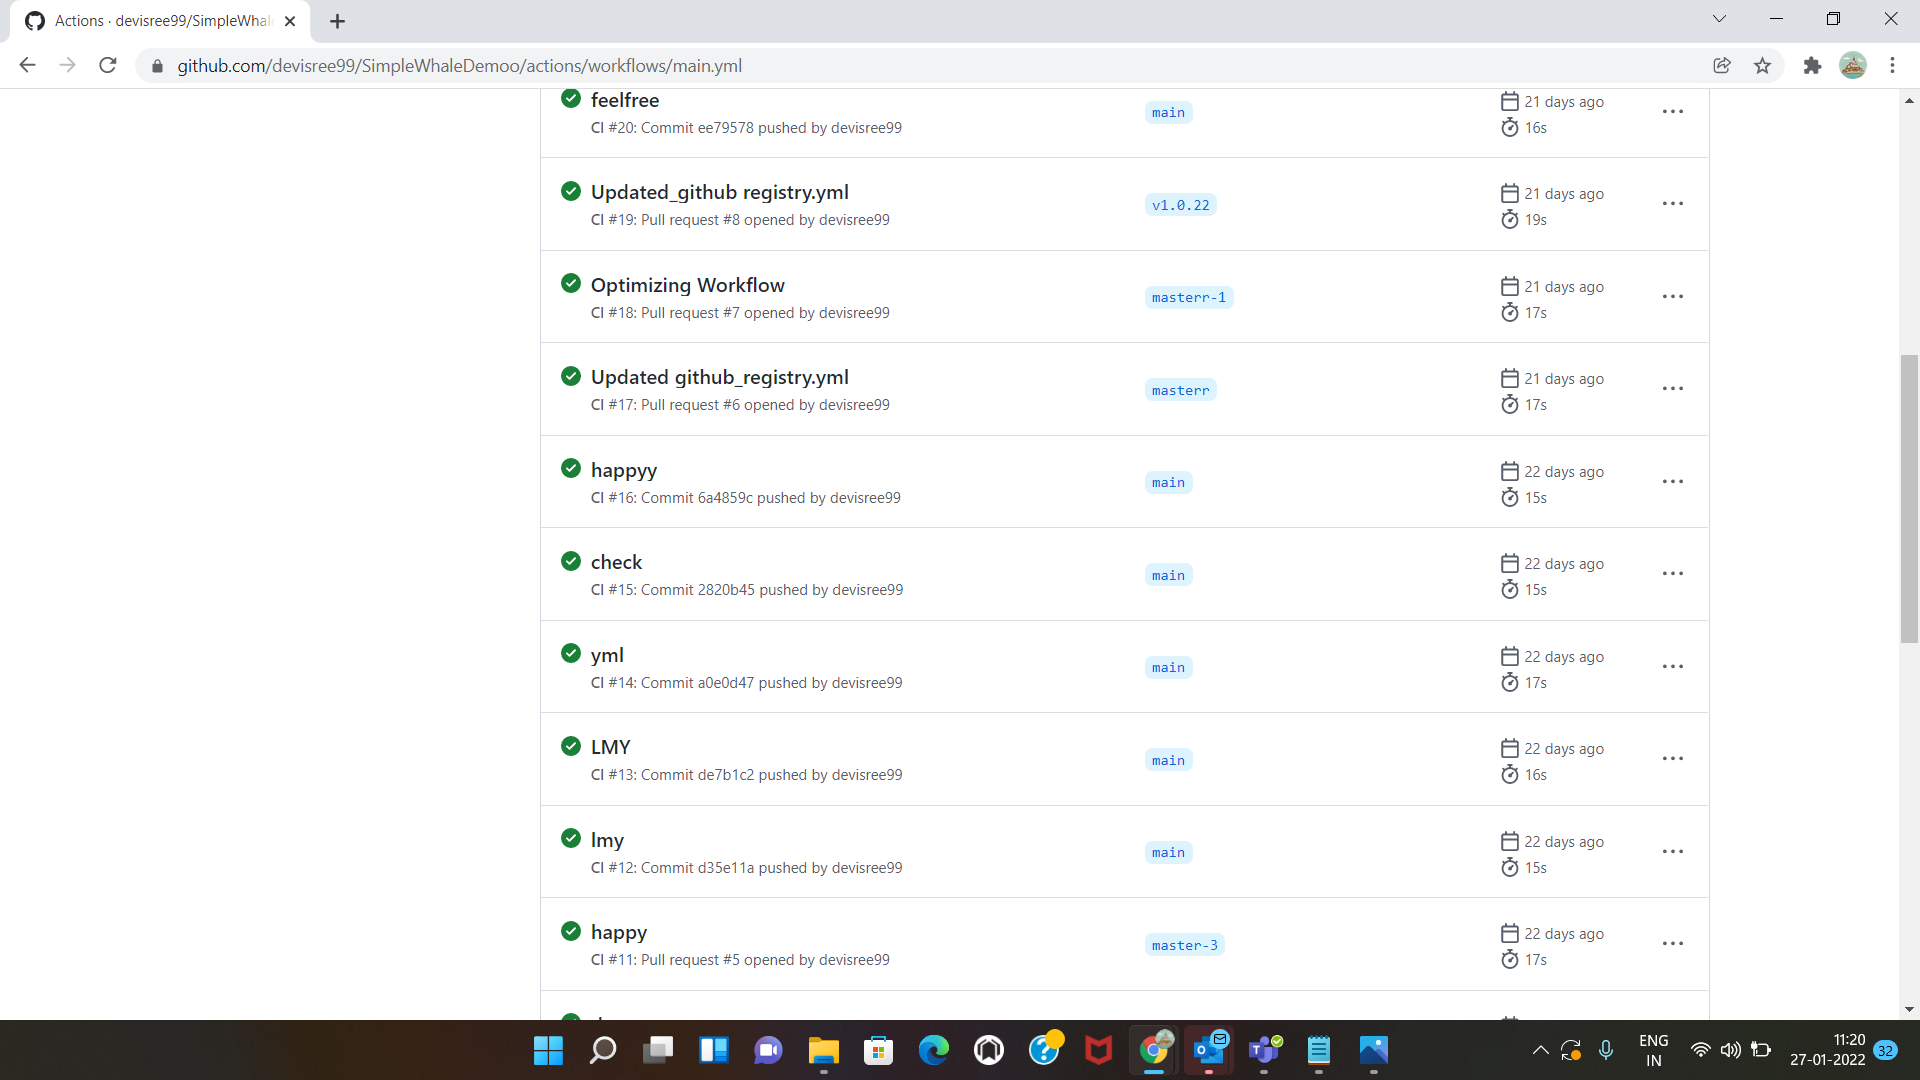 Actions · devisree99/SimpleWhale
github.com/devisree99/SimpleWhaleDemoo/actions/workflows/main.yml
feelfree
CI #20: Commit ee79578 pushed by devisree99
main
21 days ago
16s
Updated_github registry.yml
CI #19: Pull request #8 opened by devisree99
v1.0.22
21 days ago
19s
Optimizing Workflow
CI #18: Pull request #7 opened by devisree99
masterr-1
21 days ago
17s
Updated github_registry.yml
CI #17: Pull request #6 opened by devisree99
masterr
21 days ago
17s
happyy
CI #16: Commit 6a4859c pushed by devisree99
main
22 days ago
15s
check
CI #15: Commit 2820b45 pushed by devisree99
main
22 days ago
15s
yml
CI #14: Commit a0e0d47 pushed by devisree99
main
22 days ago
17s
LMY
CI #13: Commit de7b1c2 pushed by devisree99
main
22 days ago
16s
lmy
CI #12: Commit d35e11a pushed by devisree99
main
22 days ago
15s
happy
CI #11: Pull request #5 opened by devisree99
master-3
22 days ago
17s
ENG
IN
11:20
27-01-2022
32